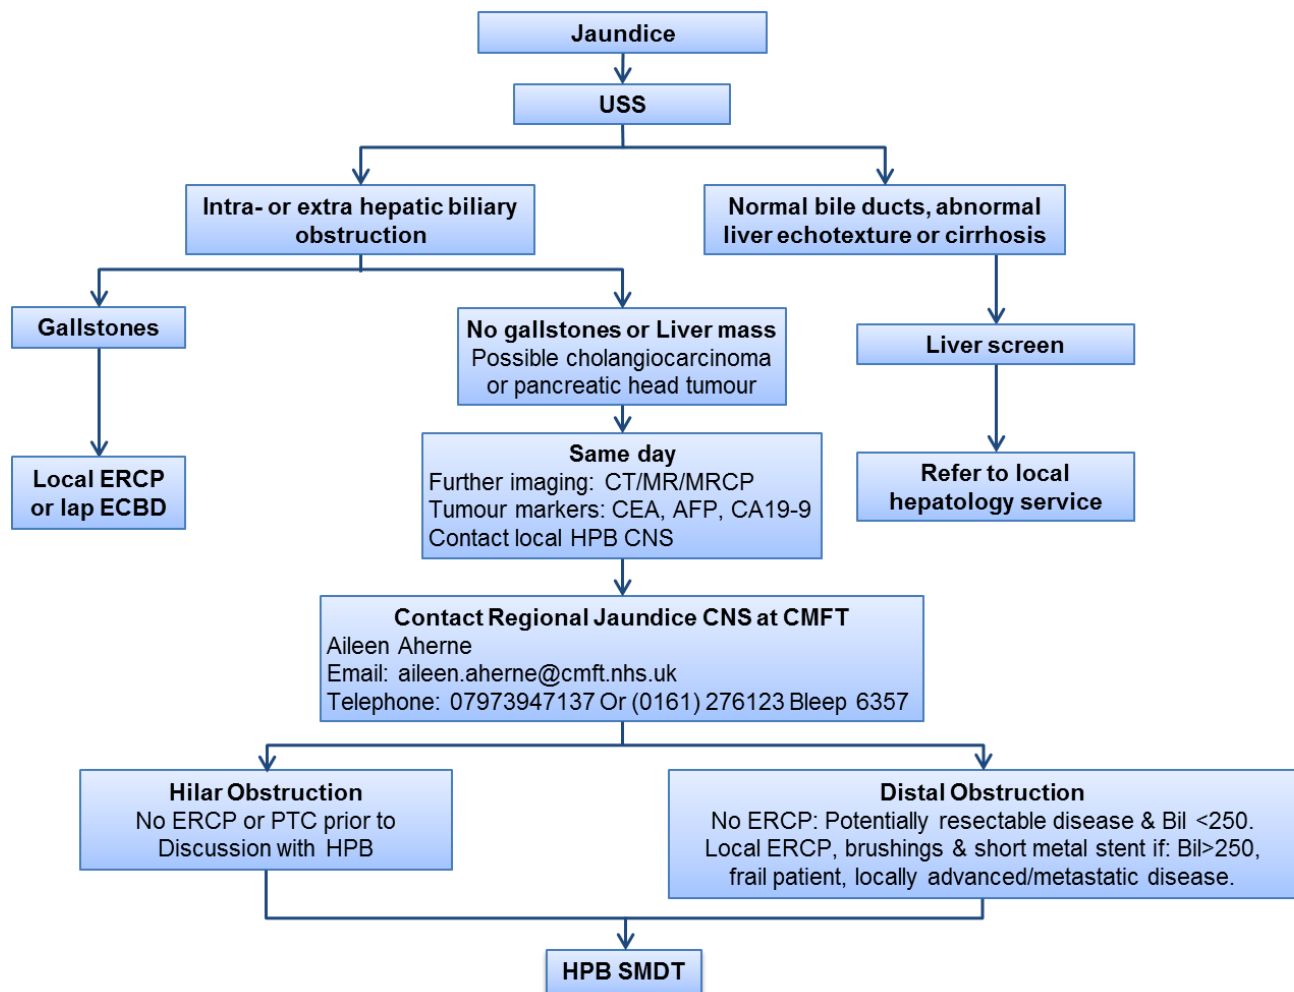 Jaundice
USS
Intra- or extra hepatic biliary
obstruction
Normal bile ducts, abnormal
liver echotexture or cirrhosis
Gallstones
No gallstones or Liver mass
Possible cholangiocarcinoma
or pancreatic head tumour
Liver screen
Local ERCP
or lap ECBD
Same day
Further imaging: CT/MR/MRCP
Tumour markers: CEA, AFP, CA19-9
Contact local HPB CNS
Refer to local
hepatology service
Contact Regional Jaundice CNS at CMFT
Aileen Aherne
Email: aileen.aherne@cmft.nhs.uk
Telephone: 07973947137 Or (0161) 276123 Bleep 6357
Hilar Obstruction
No ERCP or PTC prior to
Discussion with HPB
Distal Obstruction
No ERCP: Potentially resectable disease & Bil <250.
Local ERCP, brushings & short metal stent if: Bil>250,
frail patient, locally advanced/metastatic disease.
HPB SMDT